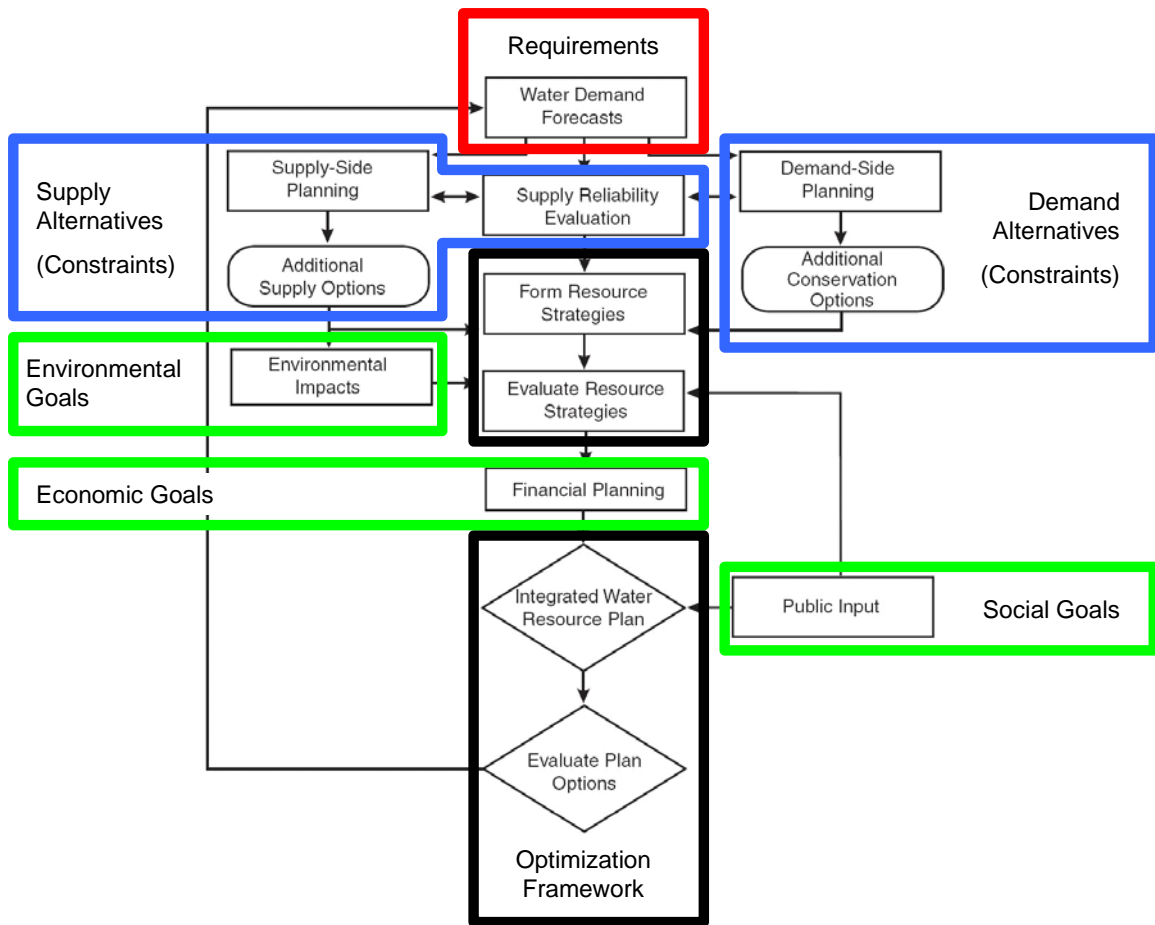 Requirements
Water Demand
Forecasts
Supply
Alternatives
(Constraints)
Supply-Side
Planning
Supply Reliability
Evaluation
Demand-Side
Planning
Demand
Alternatives
(Constraints)
Additional
Supply Options
Form Resource
Strategies
Additional
Conservation
Options
Environmental
Goals
Environmental
Impacts
Evaluate Resource
Strategies
Economic Goals
Financial Planning
Integrated Water
Resource Plan
Public Input
Social Goals
Evaluate Plan
Options
Optimization
Framework